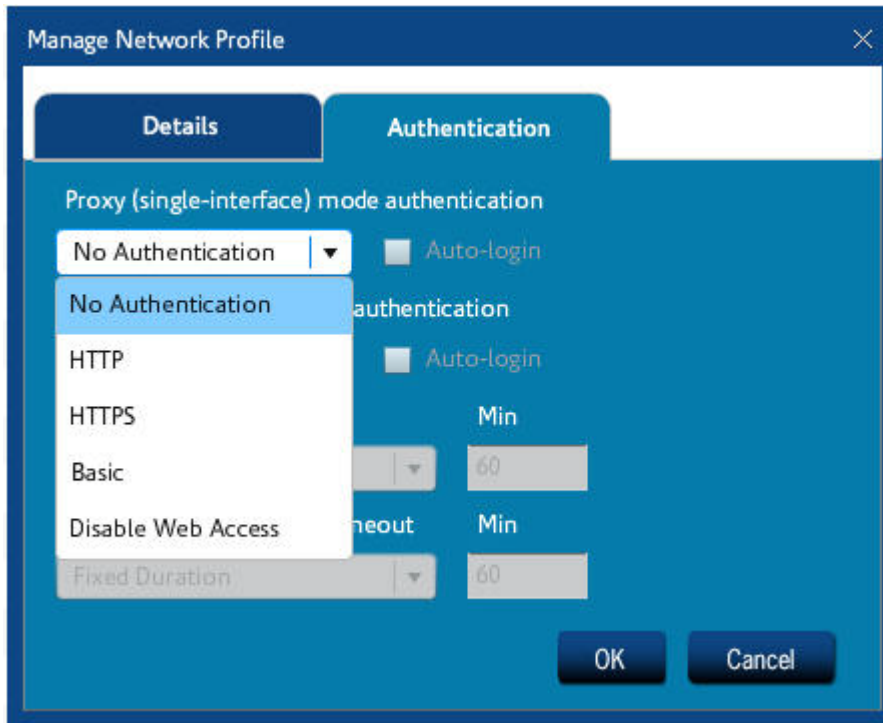 Manage Network Profile
Details
Authentication
Proxy (single-interface) mode authentication
No Authentication
Auto-login
No Authentication
authentication
HTTP
Auto-login
HTTPS
Min
Basic
60
Disable Web Access
neout
Min
Fixed Duration
60
OK
Cancel